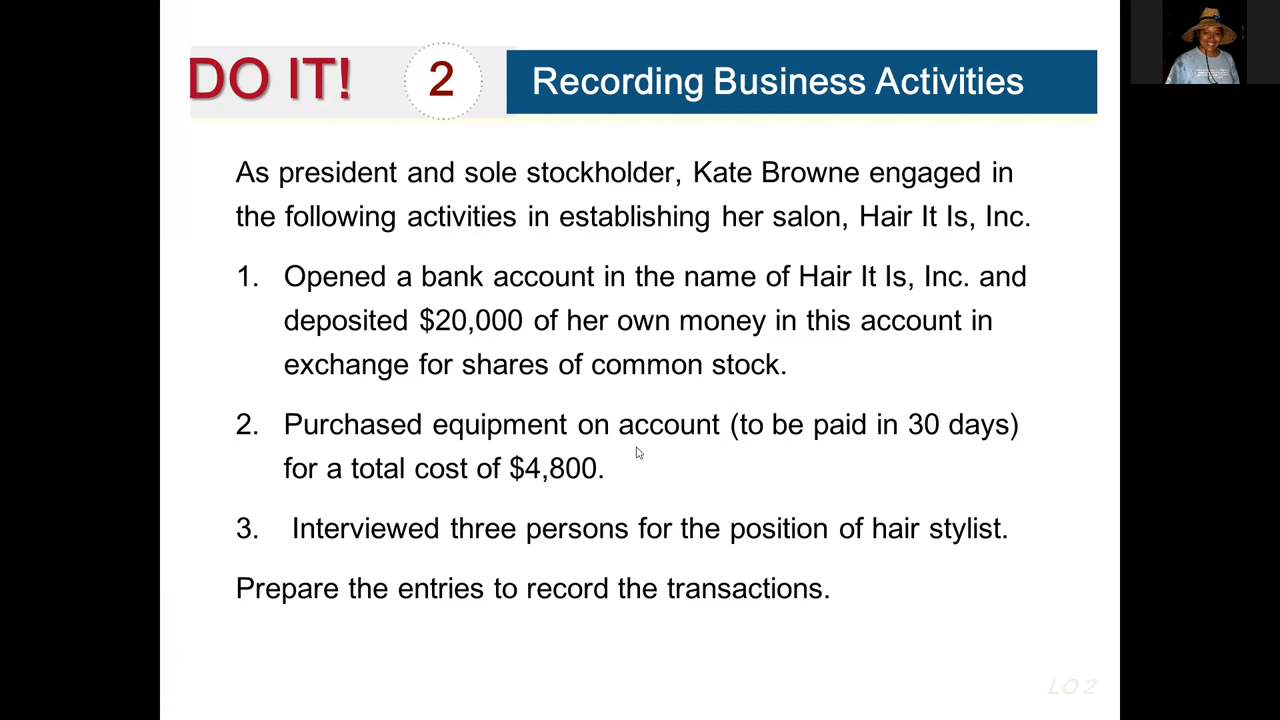 DO IT! 2 Recording Business Activities
As president and sole stockholder, Kate Browne engaged in
the following activities in establishing her salon, Hair It Is, Inc.
1. Opened a bank account in the name of Hair It Is, Inc. and
deposited $20,000 of her own money in this account in
exchange for shares of common stock.
2. Purchased equipment on account (to be paid in 30 days)
for a total cost of $4,800.
3. Interviewed three persons for the position of hair stylist.
Prepare the entries to record the transactions.
LO 2